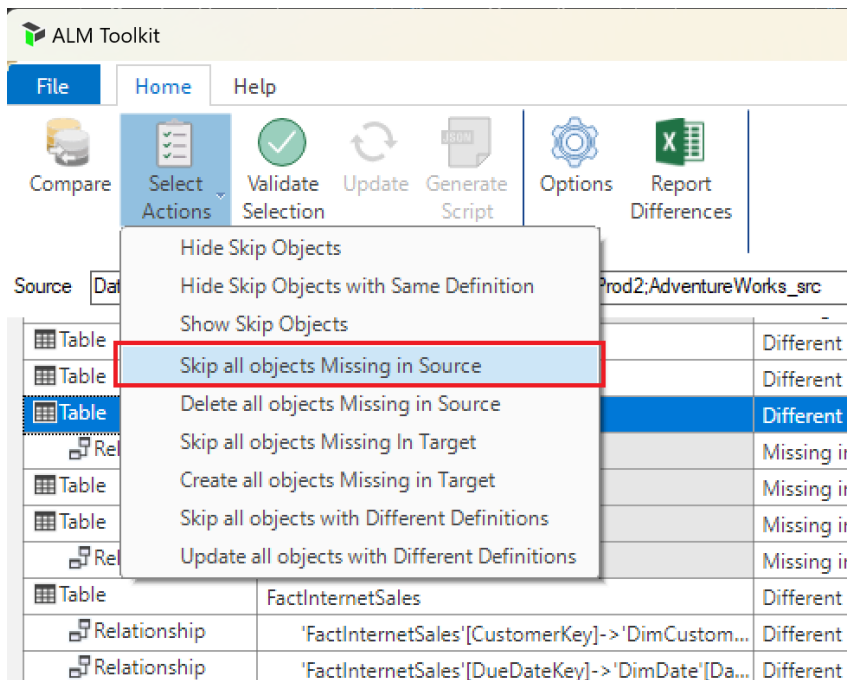 ALM Toolkit
File Home Help
Compare Select Actions Validate Selection Update Generate Script Options Report Differences
JSON
Hide Skip Objects
Hide Skip Objects with Same Definition
Show Skip Objects
Skip all objects Missing in Source
Delete all objects Missing in Source
Skip all objects Missing In Target
Create all objects Missing in Target
Skip all objects with Different Definitions
Update all objects with Different Definitions
Source Dat Prod2;AdventureWorks_src
Table Different
Table Different
Table Different
Rel Missing in
Table Missing in
Table Missing in
Rel Missing in
Table FactInternetSales Different
Relationship 'FactInternetSales'[CustomerKey]->'DimCustom... Different
Relationship 'FactInternetSales'[DueDateKey]->'DimDate'[Da... Different